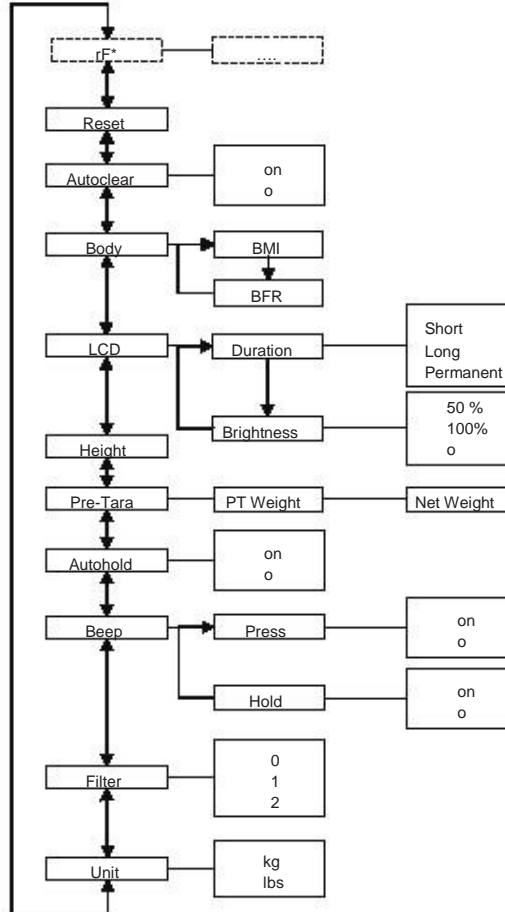 rF*
....
Reset
Autoclear
on
o
Body
BMI
BFR
LCD
Duration
Short
Long
Permanent
Brightness
50 %
100%
o
Height
Pre-Tara
PT Weight
Net Weight
Autohold
on
o
Beep
Press
on
o
Hold
on
o
Filter
0
1
2
Unit
kg
lbs